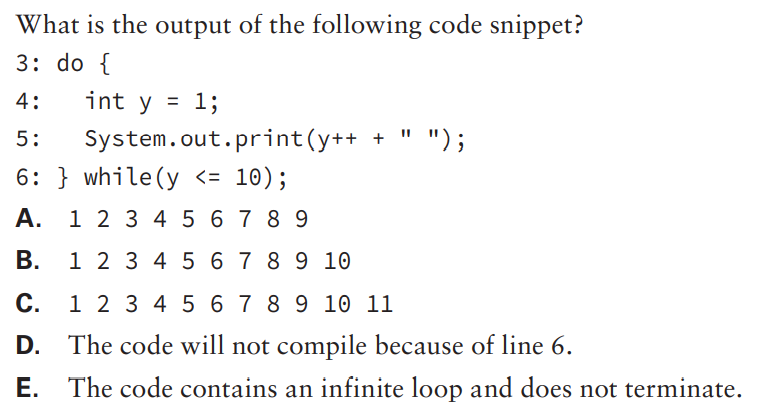 What is the output of the following code snippet?
3: do {
4:   int y = 1;
5:   System.out.print(y++ + " ");
6: } while(y <= 10);
A. 1 2 3 4 5 6 7 8 9
B. 1 2 3 4 5 6 7 8 9 10
C. 1 2 3 4 5 6 7 8 9 10 11
D. The code will not compile because of line 6.
E. The code contains an infinite loop and does not terminate.